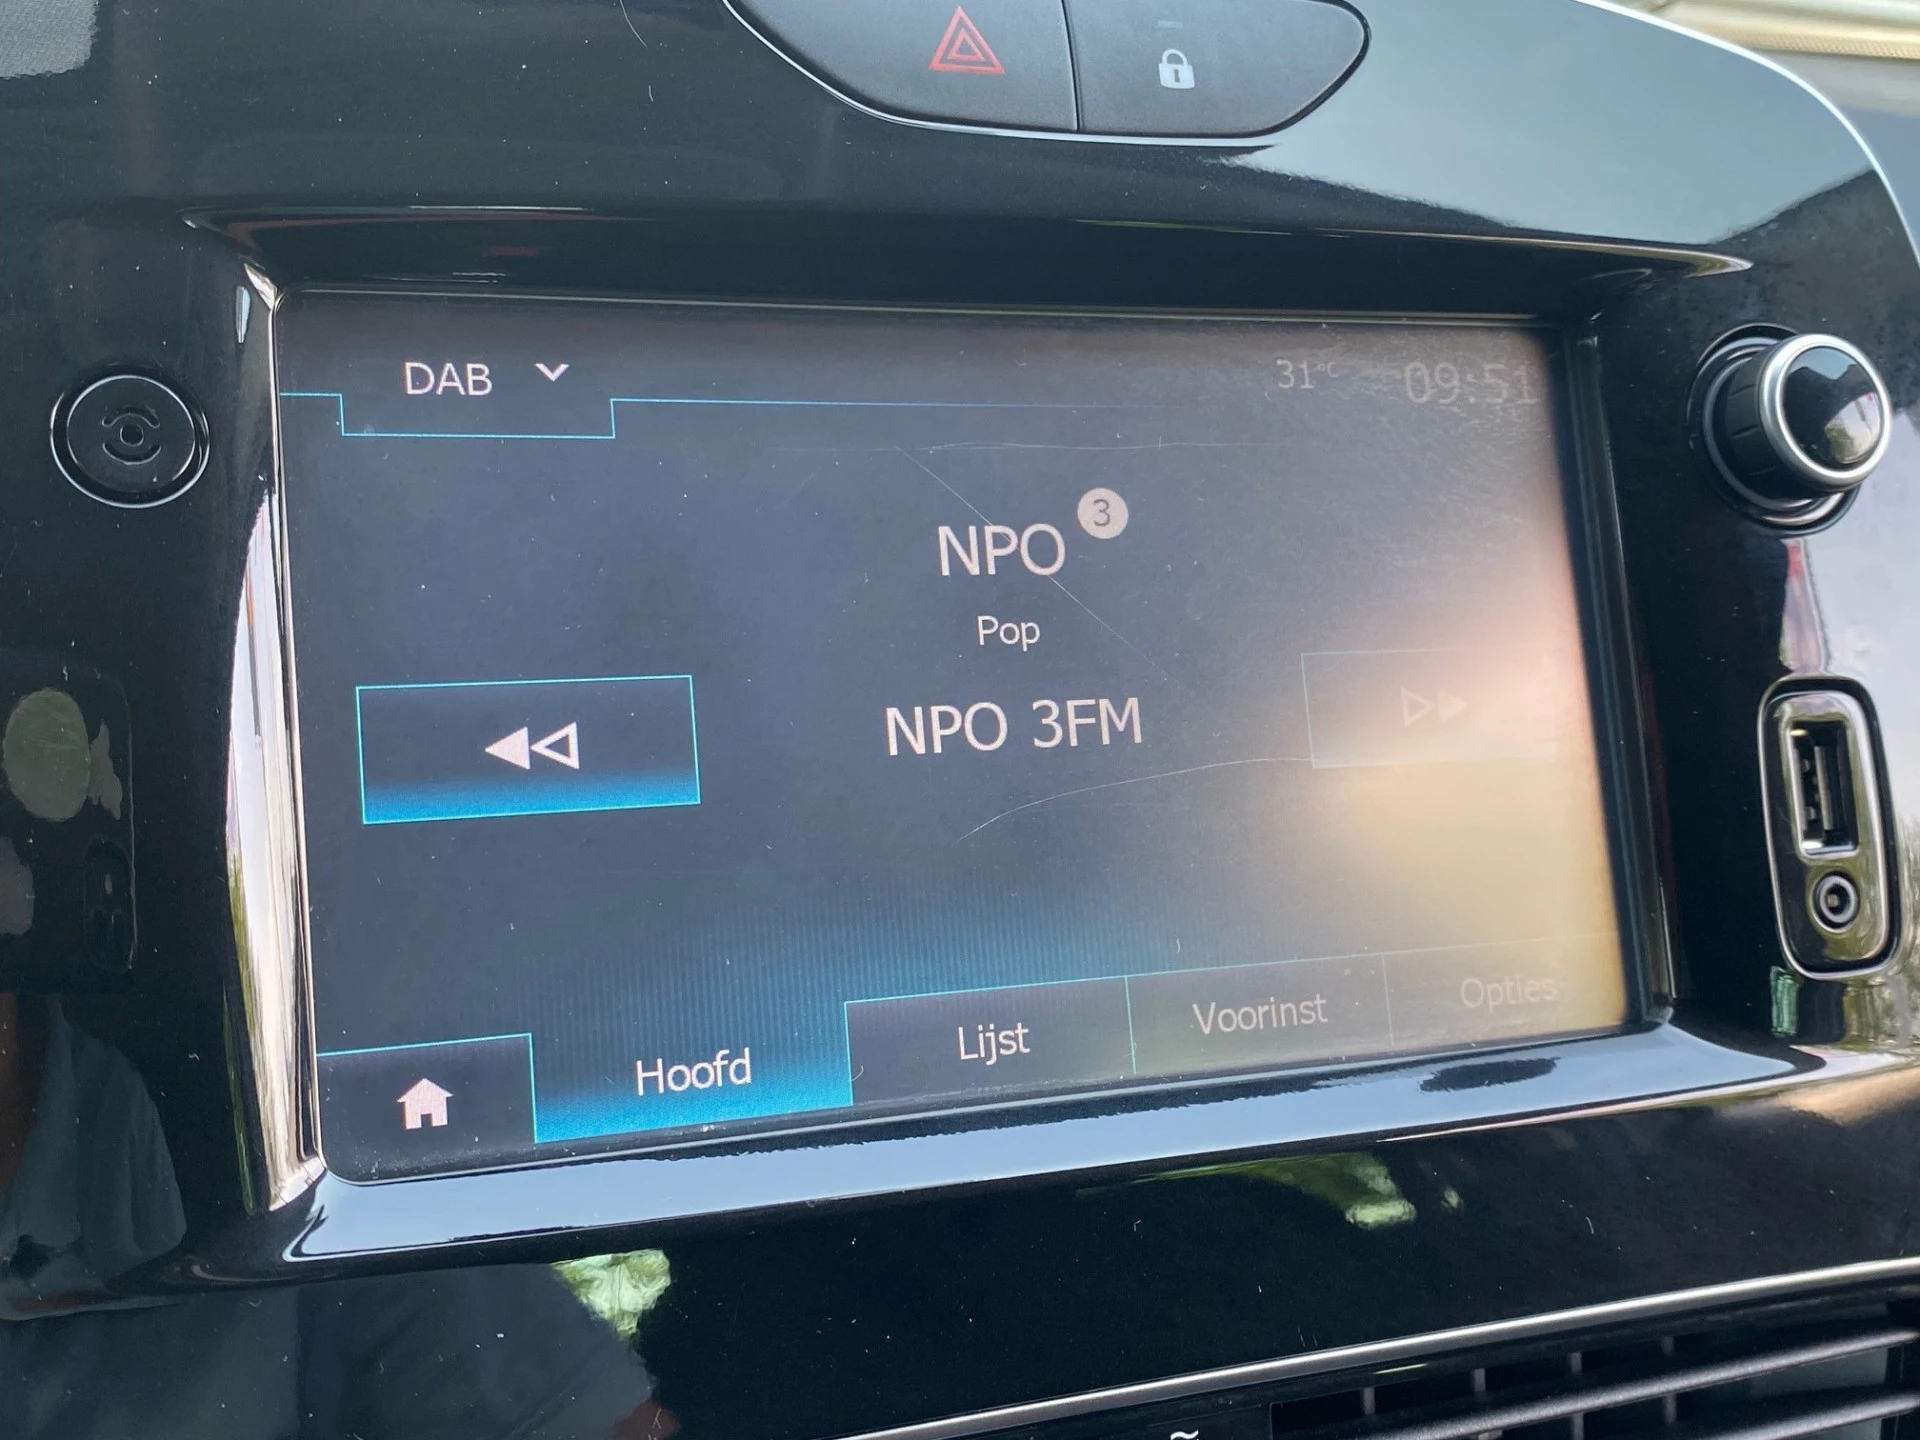 DAB
31°C 09:51
NPO 3
Pop
NPO 3FM
Hoofd
Lijst
Voorinst
Opties